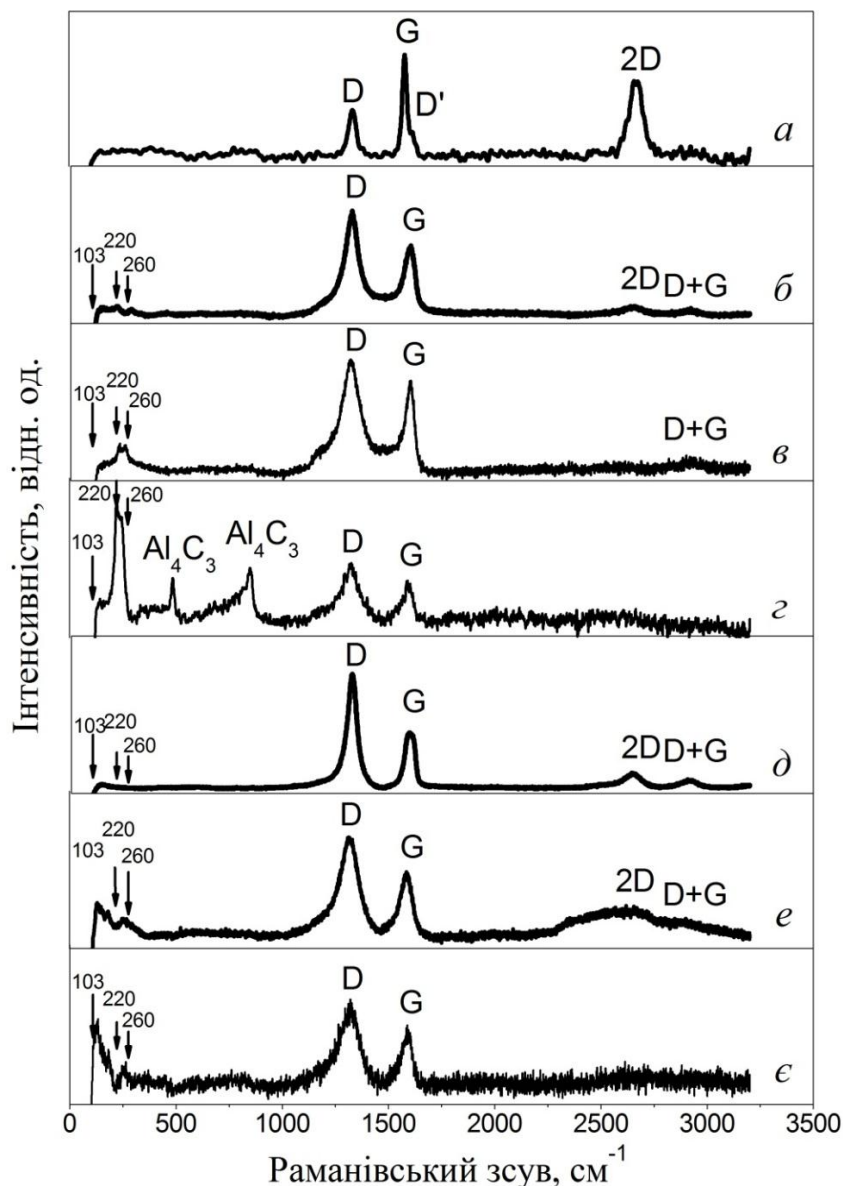 G
D
D'
2D
а
D
G
103
220
260
2D
D+G
б
D
G
103
220
260
D+G
в
220
260
103
Al₄C₃
Al₄C₃
D
G
г
D
G
103
220
260
2D
D+G
д
D
G
103
220
260
2D
D+G
е
D
G
103
220
260
є
Інтенсивність, відн. од.
0
500
1000
1500
2000
2500
3000
3500
Раманівський зсув, см⁻¹